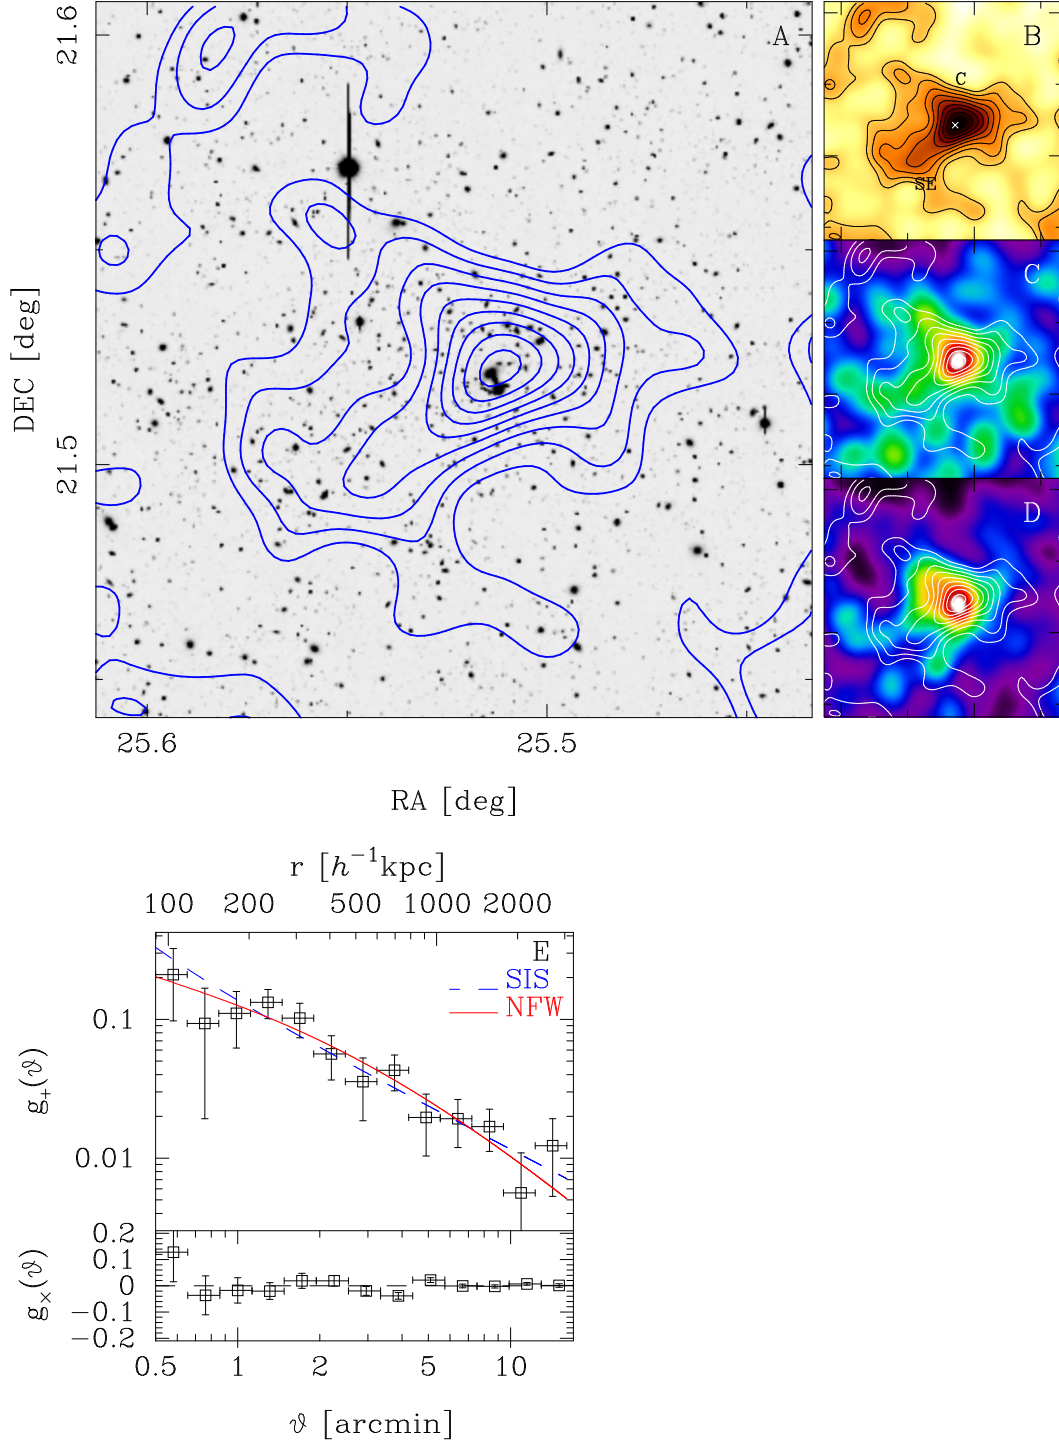 A
21.6
21.5
DEC [deg]
25.6 25.5
RA [deg]
B
C
SE
C
D
r [h⁻¹kpc]
100 200 500 1000 2000
E
SIS
NFW
0.1
0.01
g₊(ϑ)
0.2
0.1
0
−0.1
−0.2
g×(ϑ)
0.5 1 2 5 10
ϑ [arcmin]